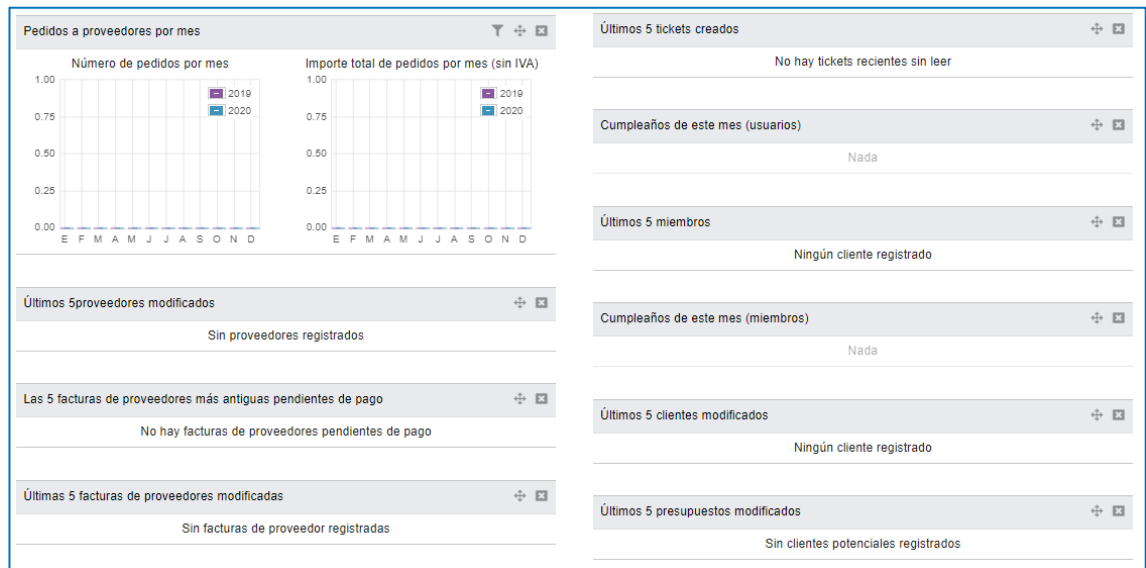 Pedidos a proveedores por mes
Número de pedidos por mes
1.00
0.75
0.50
0.25
0.00
E F M A M J J A S O N D
2019
2020
Importe total de pedidos por mes (sin IVA)
1.00
0.75
0.50
0.25
0.00
E F M A M J J A S O N D
2019
2020
Últimos 5proveedores modificados
Sin proveedores registrados
Las 5 facturas de proveedores más antiguas pendientes de pago
No hay facturas de proveedores pendientes de pago
Últimas 5 facturas de proveedores modificadas
Sin facturas de proveedor registradas
Últimos 5 tickets creados
No hay tickets recientes sin leer
Cumpleaños de este mes (usuarios)
Nada
Últimos 5 miembros
Ningún cliente registrado
Cumpleaños de este mes (miembros)
Nada
Últimos 5 clientes modificados
Ningún cliente registrado
Últimos 5 presupuestos modificados
Sin clientes potenciales registrados